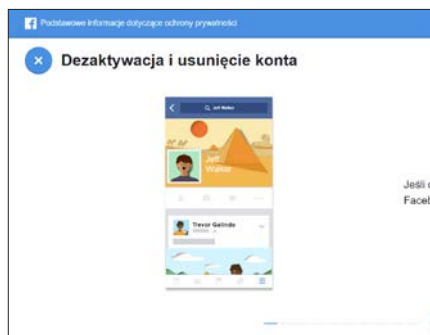 Podstawowe informacje dotyczące ochrony prywatności
Dezaktywacja i usunięcie konta
Jeff Walker
Jeff
Walker
Trevor Galindo
Jeśli
Faceb